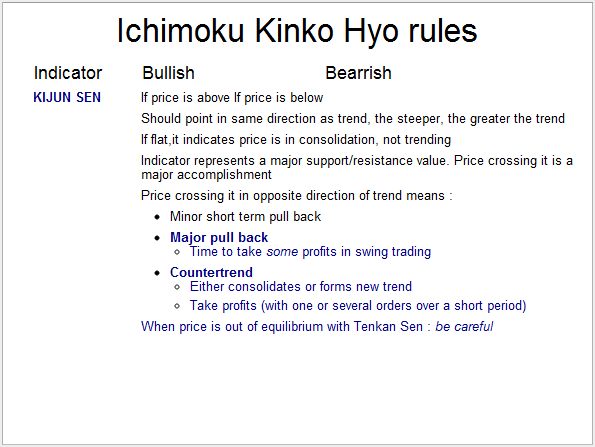 Ichimoku Kinko Hyo rules
Indicator Bullish Bearrish
KIJUN SEN If price is above If price is below
Should point in same direction as trend, the steeper, the greater the trend
If flat,it indicates price is in consolidation, not trending
Indicator represents a major support/resistance value. Price crossing it is a
major accomplishment
Price crossing it in opposite direction of trend means :
Minor short term pull back
Major pull back
Time to take some profits in swing trading
Countertrend
Either consolidates or forms new trend
Take profits (with one or several orders over a short period)
When price is out of equilibrium with Tenkan Sen : be careful